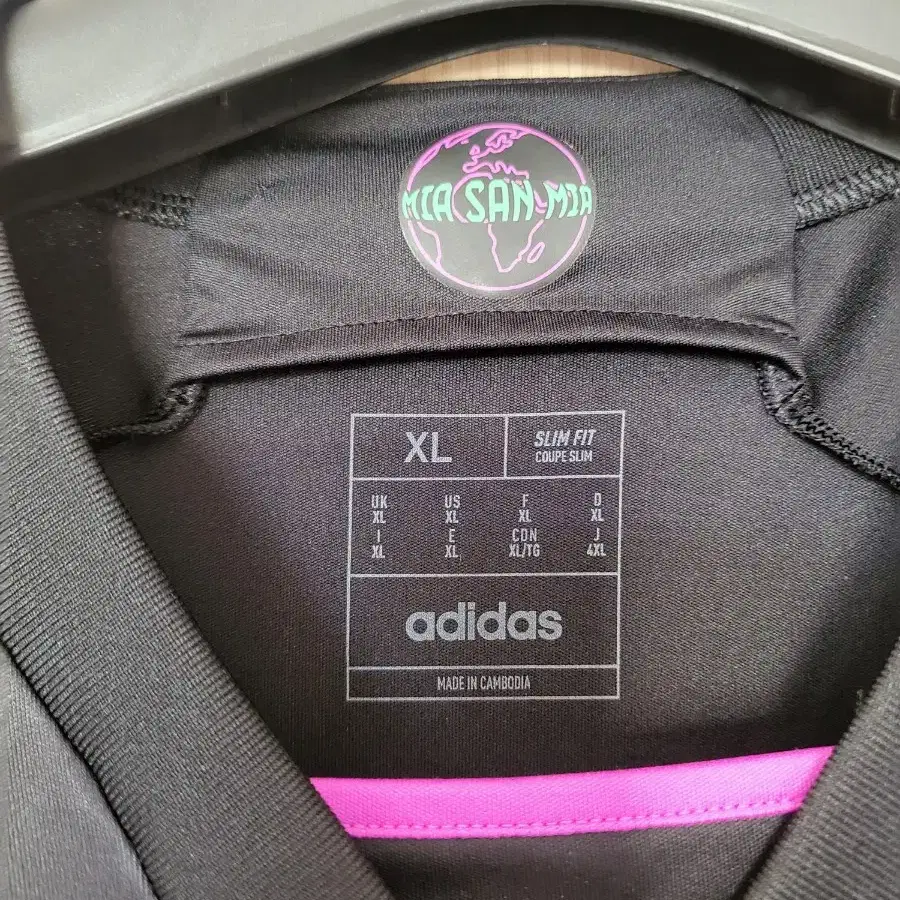 MIA SAN MIA
XL
SLIM FIT
COUPE SLIM
UK US F D
XL XL XL XL
I E CDN J
XL XL XL/TG 4XL
adidas
MADE IN CAMBODIA